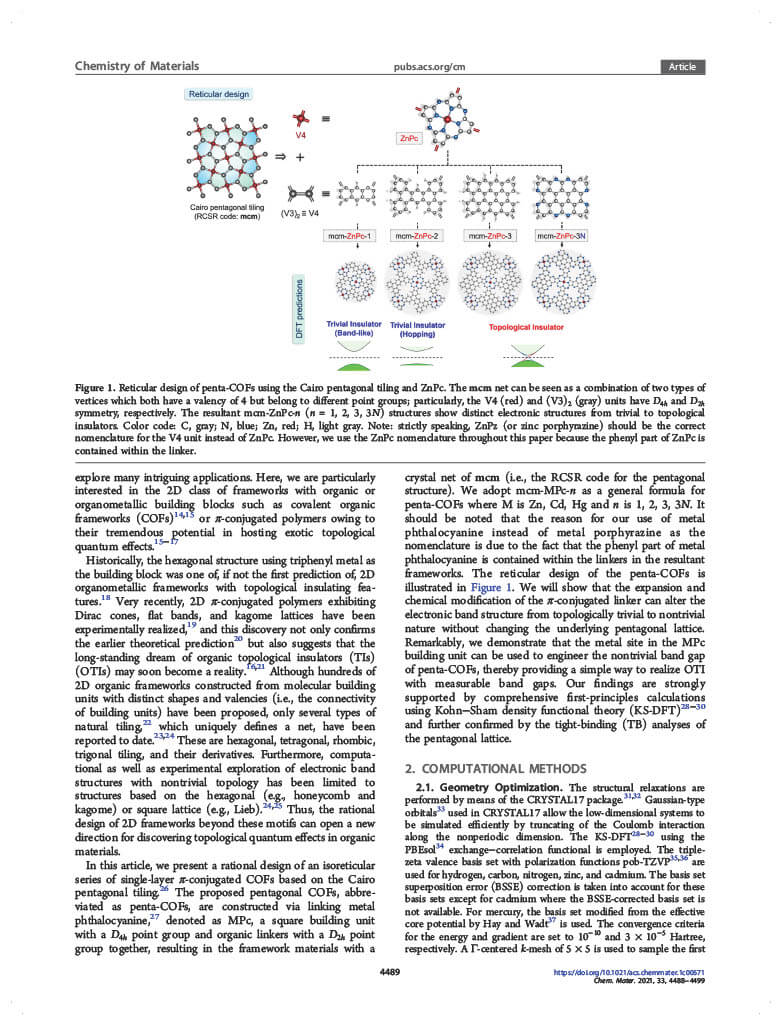 Chemistry of Materials
pubs.acs.org/cm
Article
Reticular design
V4
≡
ZnPc
⇒ +
Cairo pentagonal tiling
(RCSR code: mcm)
(V3)2 ≡ V4
≡
mcm-ZnPc-1
mcm-ZnPc-2
mcm-ZnPc-3
mcm-ZnPc-3N
DFT predictions
Trivial Insulator
(Band-like)
Trivial Insulator
(Hopping)
Topological Insulator
Figure 1. Reticular design of penta-COFs using the Cairo pentagonal tiling and ZnPc. The mcm net can be seen as a combination of two types of
vertices which both have a valency of 4 but belong to different point groups; particularly, the V4 (red) and (V3)2 (gray) units have D4h and D2h
symmetry, respectively. The resultant mcm-ZnPc-n (n = 1, 2, 3, 3N) structures show distinct electronic structures from trivial to topological
insulators. Color code: C, gray; N, blue; Zn, red; H, light gray. Note: strictly speaking, ZnPz (or zinc porphyrazine) should be the correct
nomenclature for the V4 unit instead of ZnPc. However, we use the ZnPc nomenclature throughout this paper because the phenyl part of ZnPc is
contained within the linker.
explore many intriguing applications. Here, we are particularly
interested in the 2D class of frameworks with organic or
organometallic building blocks such as covalent organic
frameworks (COFs)14,15 or π-conjugated polymers owing to
their tremendous potential in hosting exotic topological
quantum effects.15−17
Historically, the hexagonal structure using triphenyl metal as
the building block was one of, if not the first prediction of, 2D
organometallic frameworks with topological insulating fea-
tures.18 Very recently, 2D π-conjugated polymers exhibiting
Dirac cones, flat bands, and kagome lattices have been
experimentally realized,19 and this discovery not only confirms
the earlier theoretical prediction20 but also suggests that the
long-standing dream of organic topological insulators (TIs)
(OTIs) may soon become a reality.16,21 Although hundreds of
2D organic frameworks constructed from molecular building
units with distinct shapes and valencies (i.e., the connectivity
of building units) have been proposed, only several types of
natural tiling,22 which uniquely defines a net, have been
reported to date.23,24 These are hexagonal, tetragonal, rhombic,
trigonal tiling, and their derivatives. Furthermore, computa-
tional as well as experimental exploration of electronic band
structures with nontrivial topology has been limited to
structures based on the hexagonal (e.g., honeycomb and
kagome) or square lattice (e.g., Lieb).24,25 Thus, the rational
design of 2D frameworks beyond these motifs can open a new
direction for discovering topological quantum effects in organic
materials.
In this article, we present a rational design of an isoreticular
series of single-layer π-conjugated COFs based on the Cairo
pentagonal tiling.26 The proposed pentagonal COFs, abbre-
viated as penta-COFs, are constructed via linking metal
phthalocyanine,27 denoted as MPc, a square building unit
with a D4h point group and organic linkers with a D2h point
group together, resulting in the framework materials with a
crystal net of mcm (i.e., the RCSR code for the pentagonal
structure). We adopt mcm-MPc-n as a general formula for
penta-COFs where M is Zn, Cd, Hg and n is 1, 2, 3, 3N. It
should be noted that the reason for our use of metal
phthalocyanine instead of metal porphyrazine as the
nomenclature is due to the fact that the phenyl part of metal
phthalocyanine is contained within the linkers in the resultant
frameworks. The reticular design of the penta-COFs is
illustrated in Figure 1. We will show that the expansion and
chemical modification of the π-conjugated linker can alter the
electronic band structure from topologically trivial to nontrivial
nature without changing the underlying pentagonal lattice.
Remarkably, we demonstrate that the metal site in the MPc
building unit can be used to engineer the nontrivial band gap
of penta-COFs, thereby providing a simple way to realize OTI
with measurable band gaps. Our findings are strongly
supported by comprehensive first-principles calculations
using Kohn−Sham density functional theory (KS-DFT)28−30
and further confirmed by the tight-binding (TB) analyses of
the pentagonal lattice.
2. COMPUTATIONAL METHODS
2.1. Geometry Optimization. The structural relaxations are
performed by means of the CRYSTAL17 package.31,32 Gaussian-type
orbitals33 used in CRYSTAL17 allow the low-dimensional systems to
be simulated efficiently by truncating of the Coulomb interaction
along the nonperiodic dimension. The KS-DFT28−30 using the
PBEsol34 exchange−correlation functional is employed. The triple-
zeta valence basis set with polarization functions pob-TZVP35,36 are
used for hydrogen, carbon, nitrogen, zinc, and cadmium. The basis set
superposition error (BSSE) correction is taken into account for these
basis sets except for cadmium where the BSSE-corrected basis set is
not available. For mercury, the basis set modified from the effective
core potential by Hay and Wadt37 is used. The convergence criteria
for the energy and gradient are set to 10−10 and 3 × 10−5 Hartree,
respectively. A Γ-centered k-mesh of 5 × 5 is used to sample the first
4489
https://doi.org/10.1021/acs.chemmater.1c00571
Chem. Mater. 2021, 33, 4488−4499